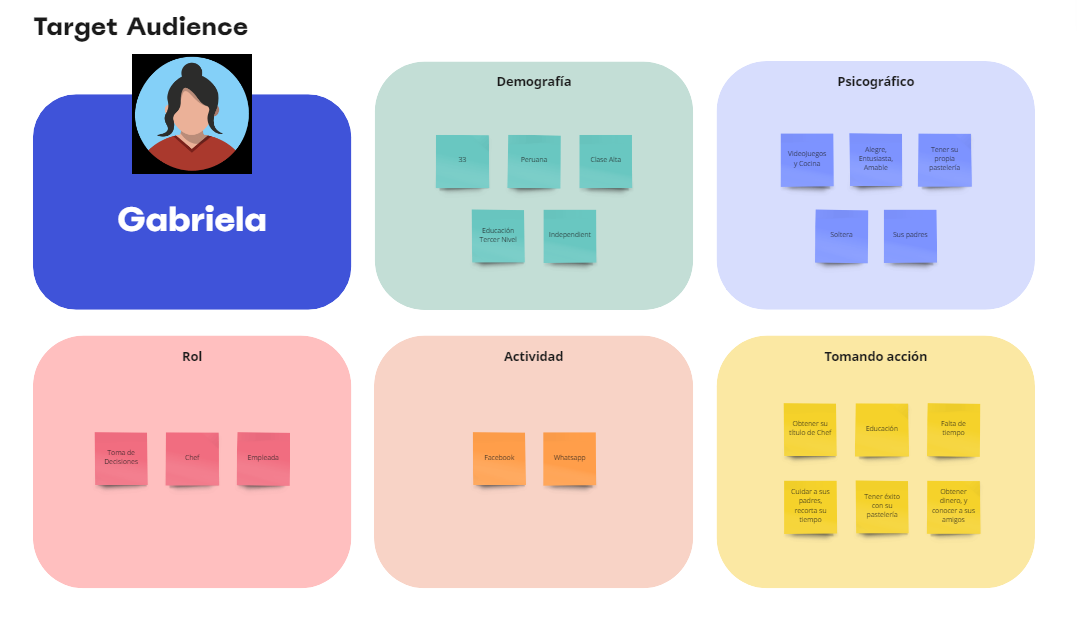 Target Audience
Gabriela
Demografía
33
Peruana
Clase Alta
Educación
Tercer Nivel
Independient
Psicográfico
Videojuegos
y Cocina
Alegre,
Entusiasta,
Amable
Tener su
propia
pastelería
Soltera
Sus padres
Rol
Toma de
Decisiones
Chef
Empleada
Actividad
Facebook
Whatsapp
Tomando acción
Obtener su
título de Chef
Educación
Falta de
tiempo
Cuidar a sus
padres,
recorta su
tiempo
Tener éxito
con su
pastelería
Obtener
dinero, y
conocer a sus
amigos